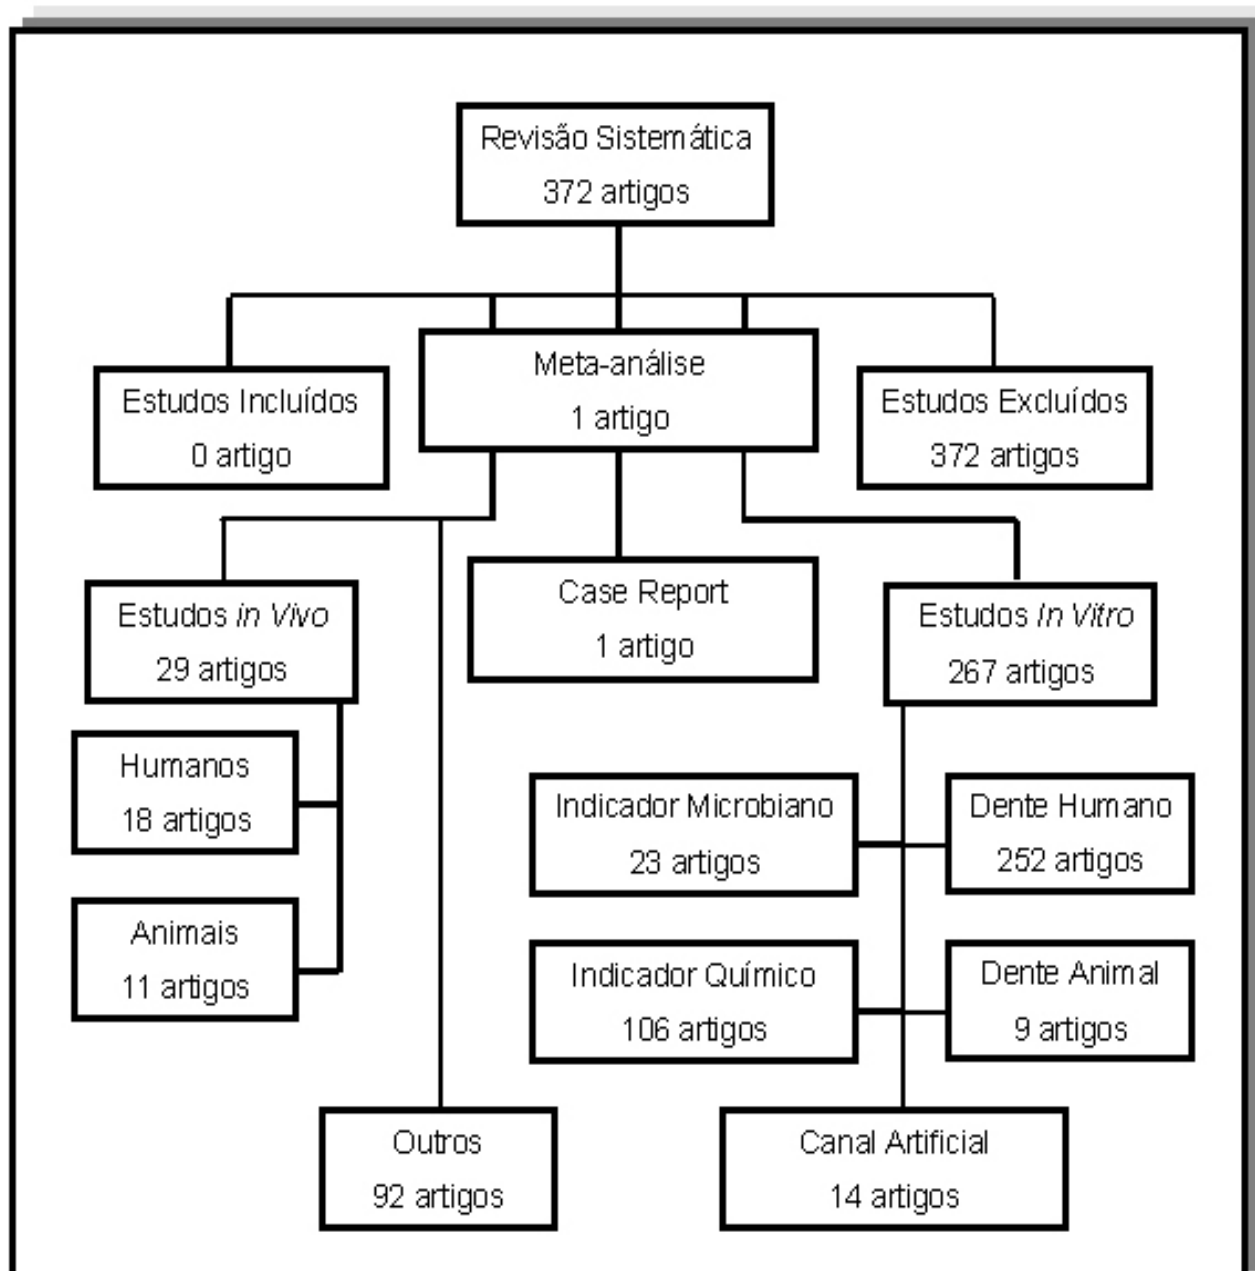 Revisão Sistemática
372 artigos
Estudos Incluídos
0 artigo
Meta-análise
1 artigo
Estudos Excluídos
372 artigos
Estudos in Vivo
29 artigos
Case Report
1 artigo
Estudos In Vitro
267 artigos
Humanos
18 artigos
Animais
11 artigos
Indicador Microbiano
23 artigos
Dente Humano
252 artigos
Indicador Químico
106 artigos
Dente Animal
9 artigos
Outros
92 artigos
Canal Artificial
14 artigos